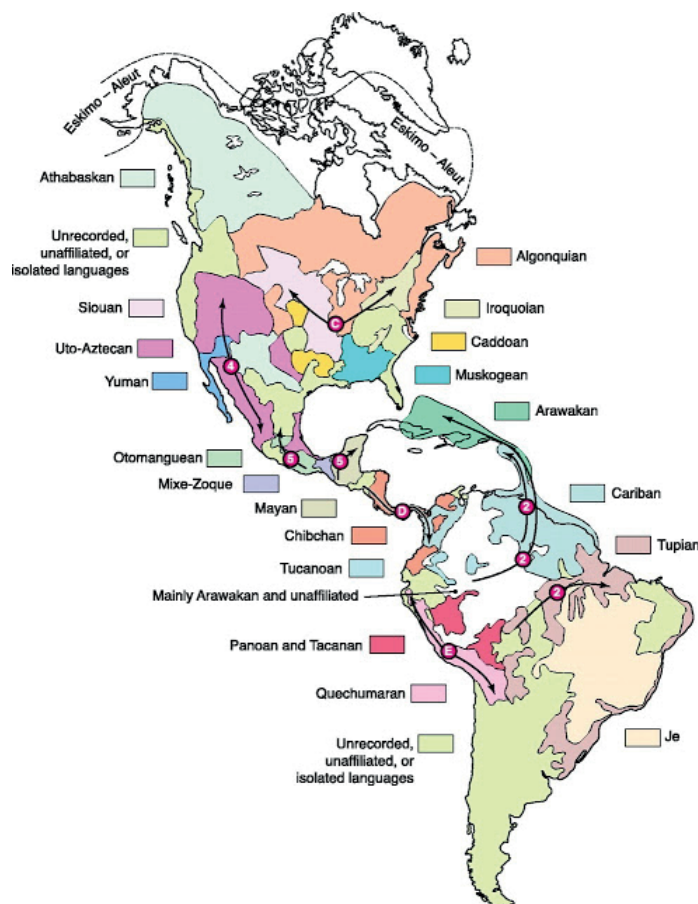 Eskimo – Aleut
Eskimo – Aleut
Athabaskan
Unrecorded,
unaffiliated, or
isolated languages
Algonquian
Siouan
Iroquoian
C
Uto-Aztecan
Caddoan
4
Yuman
Muskogean
Arawakan
Otomanguean
5
5
Mixe-Zoque
Cariban
Mayan
2
D
Chibchan
Tupian
Tucanoan
2
Mainly Arawakan and unaffiliated
2
Panoan and Tacanan
E
Quechumaran
Unrecorded,
unaffiliated, or
isolated languages
Je